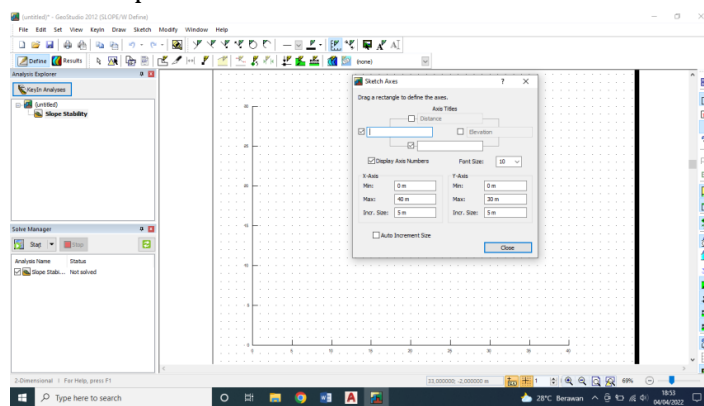 (untitled)* - GeoStudio 2012 (SLOPE/W Define)
File Edit Set View KeyIn Draw Sketch Modify Window Help
Define Results (none)
Analysis Explorer
KeyIn Analyses
(untitled)
Slope Stability
Solve Manager
Start Stop
Analysis Name Status
Slope Stabi... Not solved
Sketch Axes ? ×
Drag a rectangle to define the axes.
Axis Titles
Distance
Elevation
Display Axis Numbers Font Size: 10
X-Axis Y-Axis
Min: 0 m Min: 0 m
Max: 40 m Max: 30 m
Incr. Size: 5 m Incr. Size: 5 m
Auto Increment Size
Close
2-Dimensional For Help, press F1
1
69%
Type here to search
28°C Berawan
18:53
04/04/2022